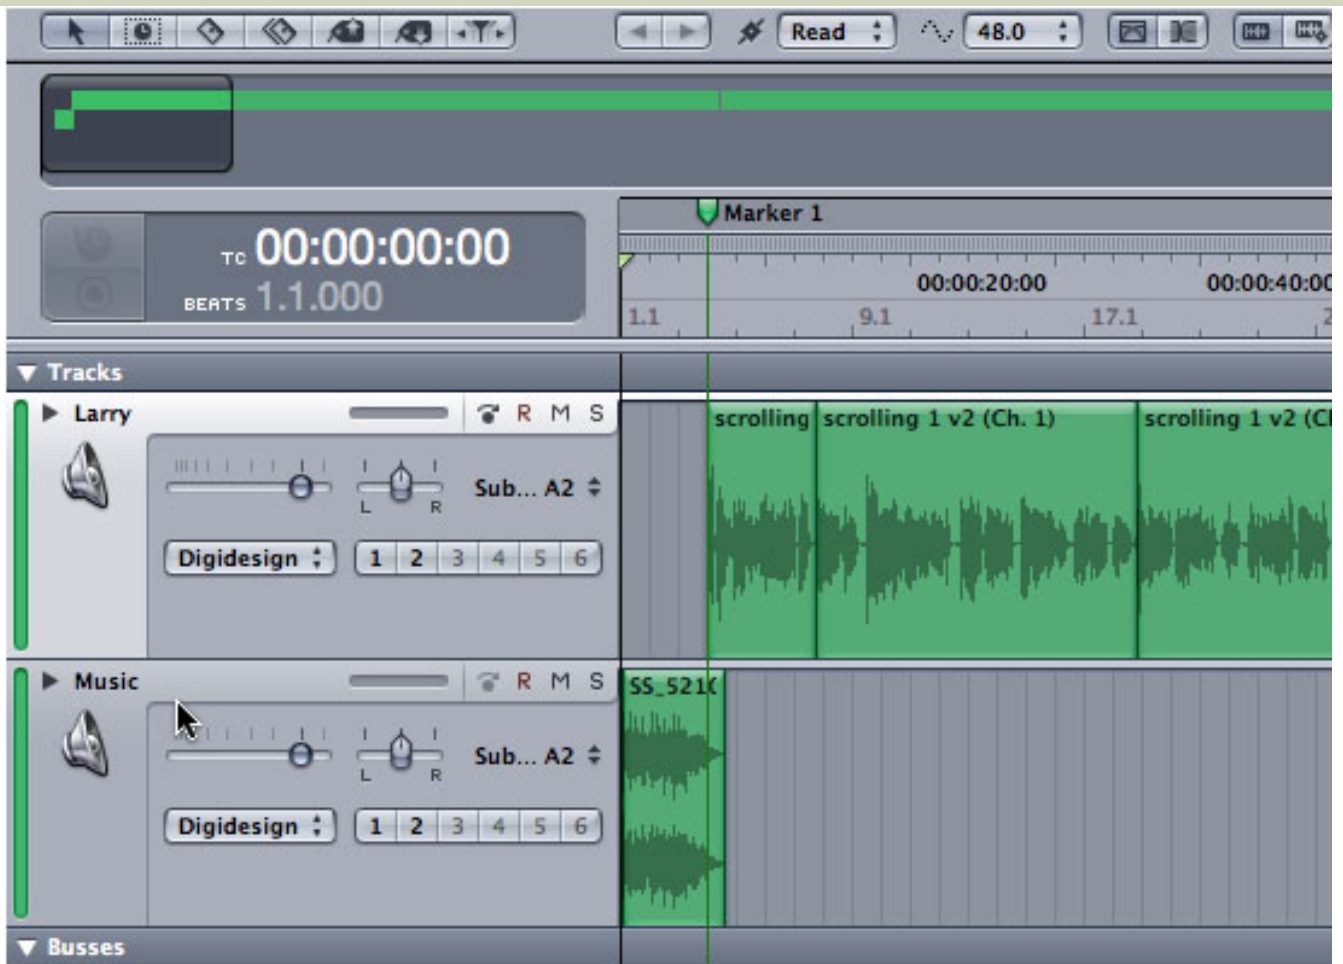 Read 48.0
Marker 1
TC 00:00:00:00
BEATS 1.1.000
00:00:20:00 00:00:40:00
1.1 9.1 17.1 2
Tracks
Larry R M S
scrolling scrolling 1 v2 (Ch. 1) scrolling 1 v2 (Ch
L R
Sub... A2
Digidesign 1 2 3 4 5 6
Music R M S
SS_521
L R
Sub... A2
Digidesign 1 2 3 4 5 6
Busses